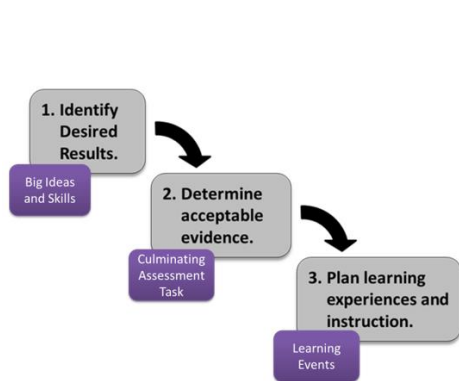 1. Identify
Desired
Results.
Big Ideas
and Skills
2. Determine
acceptable
evidence.
Culminating
Assessment
Task
3. Plan learning
experiences and
instruction.
Learning
Events